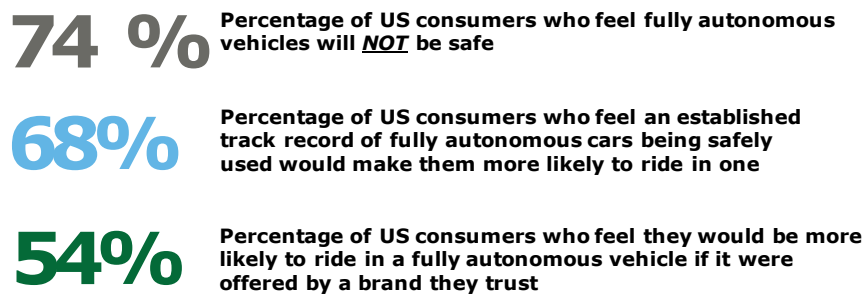 74 %
Percentage of US consumers who feel fully autonomous
vehicles will NOT be safe
68%
Percentage of US consumers who feel an established
track record of fully autonomous cars being safely
used would make them more likely to ride in one
54%
Percentage of US consumers who feel they would be more
likely to ride in a fully autonomous vehicle if it were
offered by a brand they trust